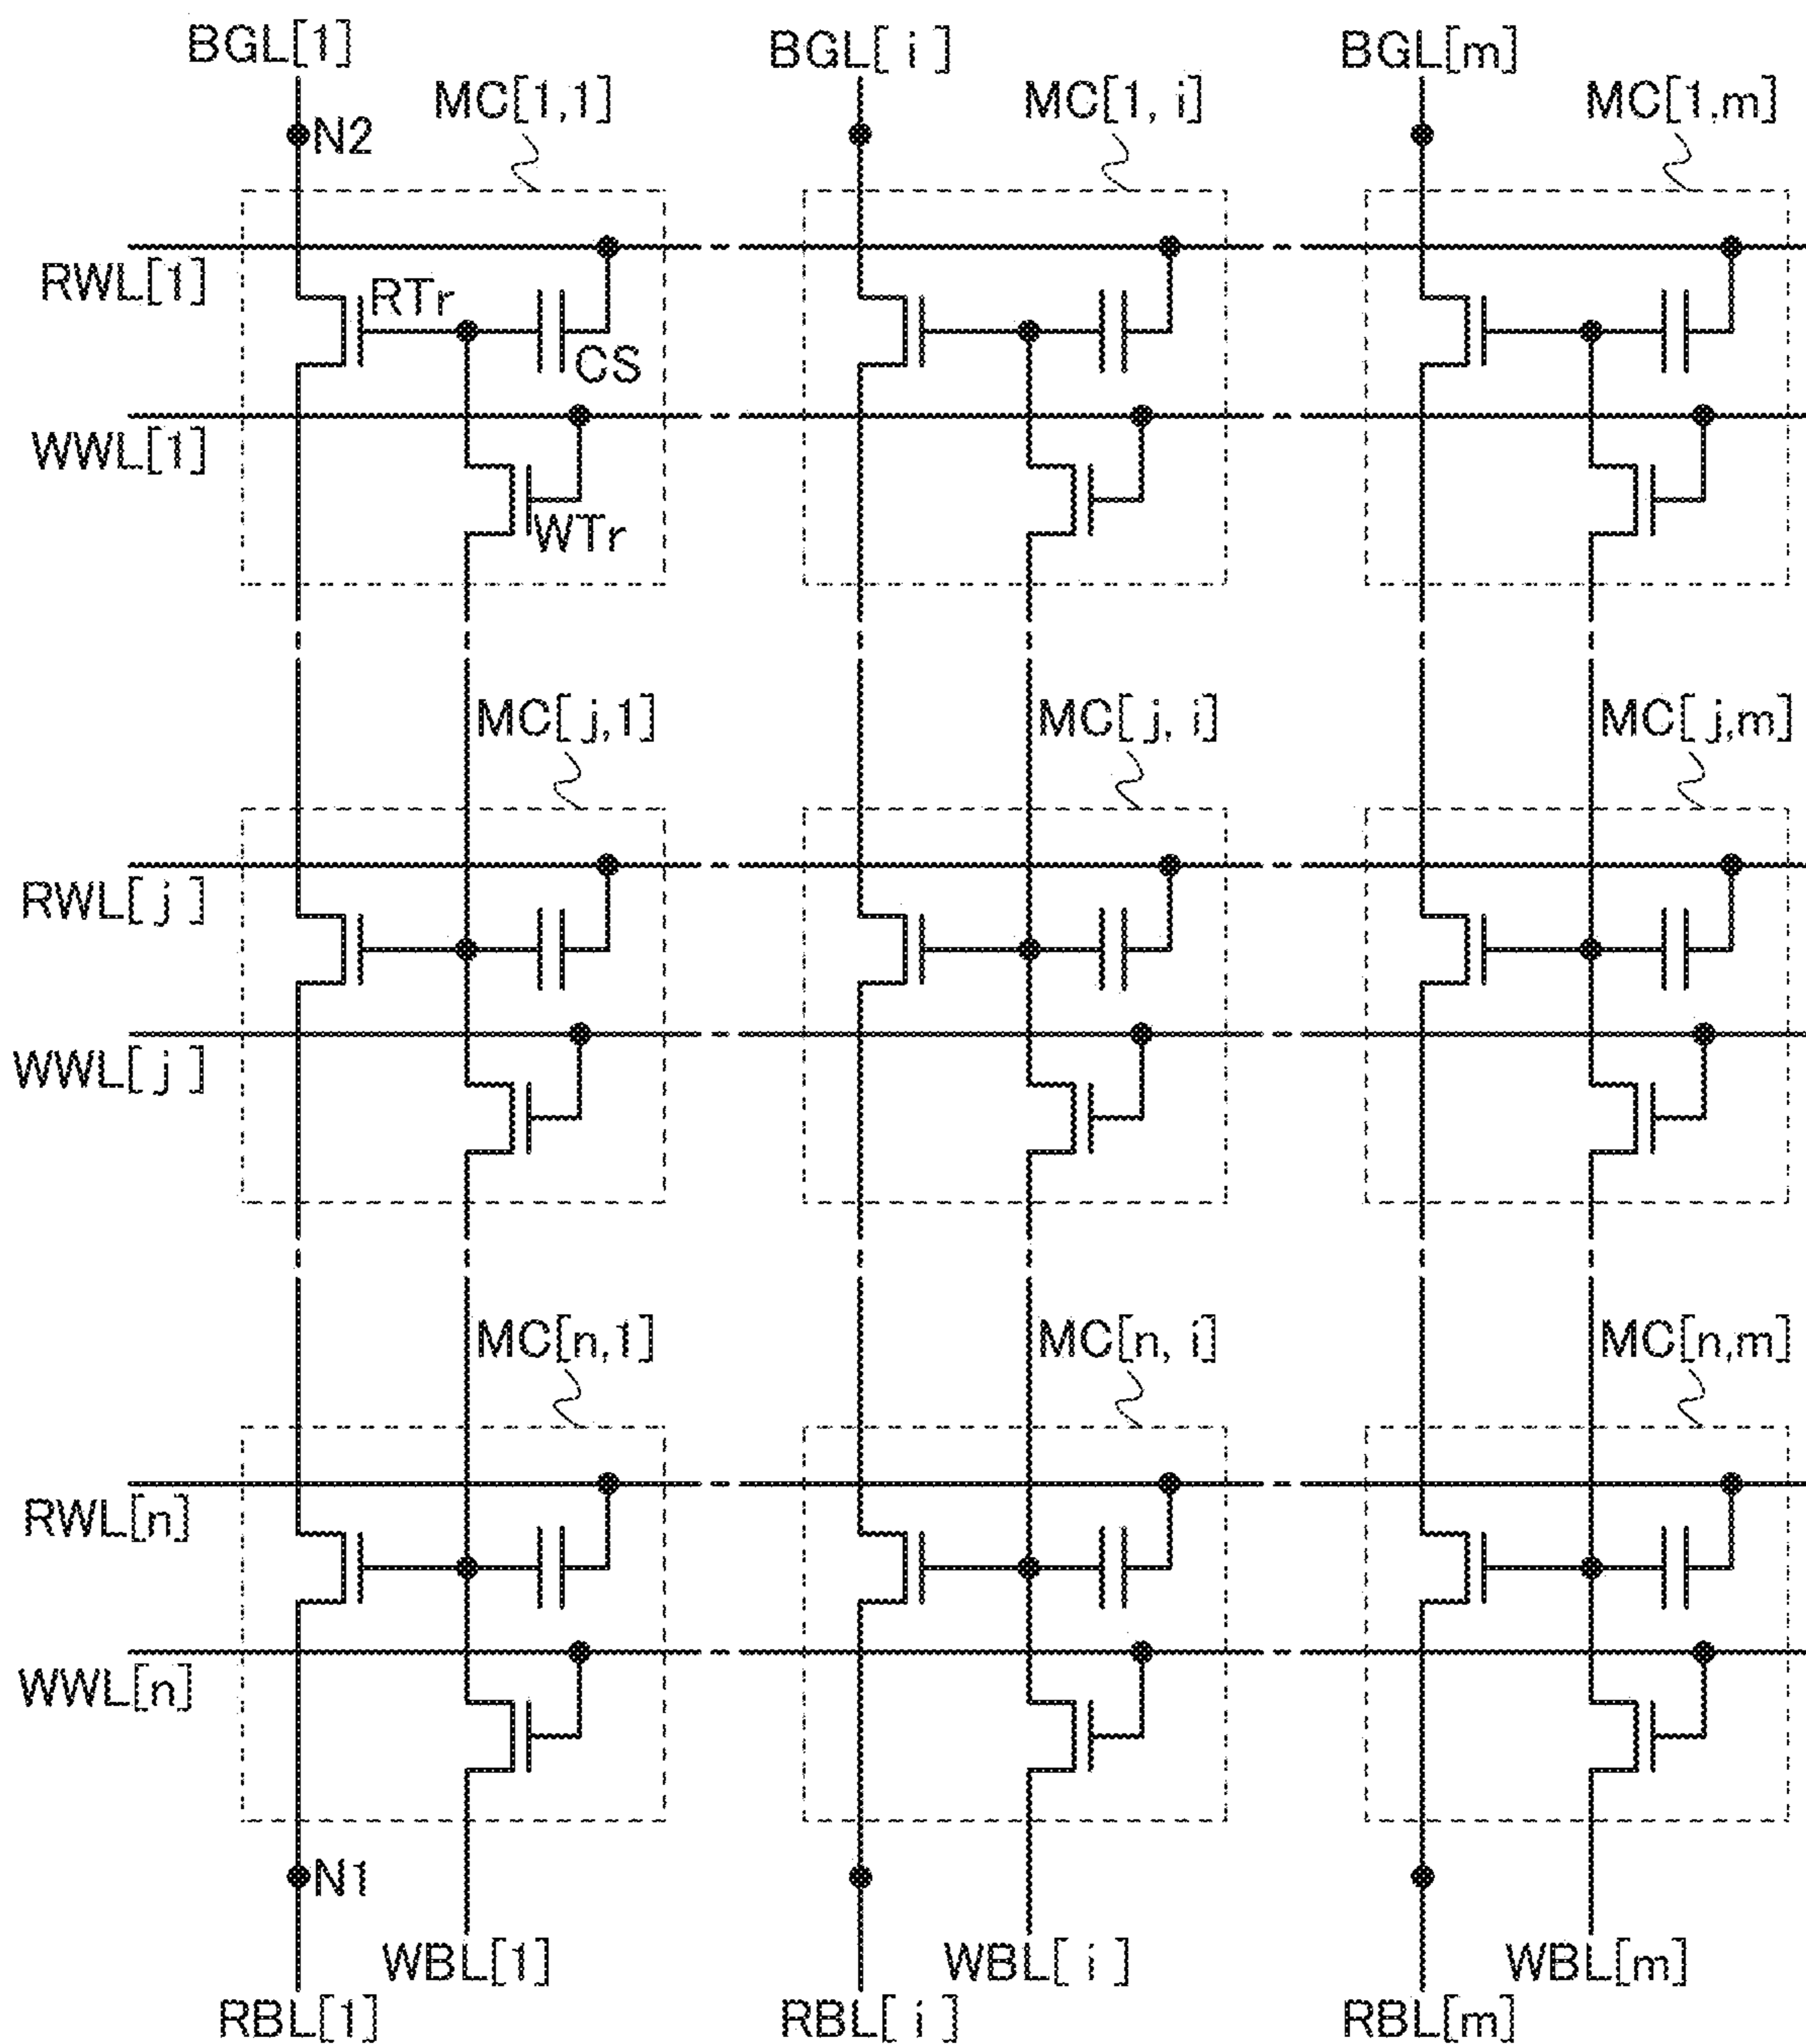 BGL[1] BGL[ i ] BGL[m]
MC[1,1] MC[1, i] MC[1,m]
N2
RWL[1]
RTr
CS
WWL[1]
WTr
MC[ j,1] MC[ j, i] MC[ j,m]
RWL[ j ]
WWL[ j ]
MC[n,1] MC[n, i] MC[n,m]
RWL[n]
WWL[n]
N1
WBL[1] WBL[ i ] WBL[m]
RBL[1] RBL[ i ] RBL[m]